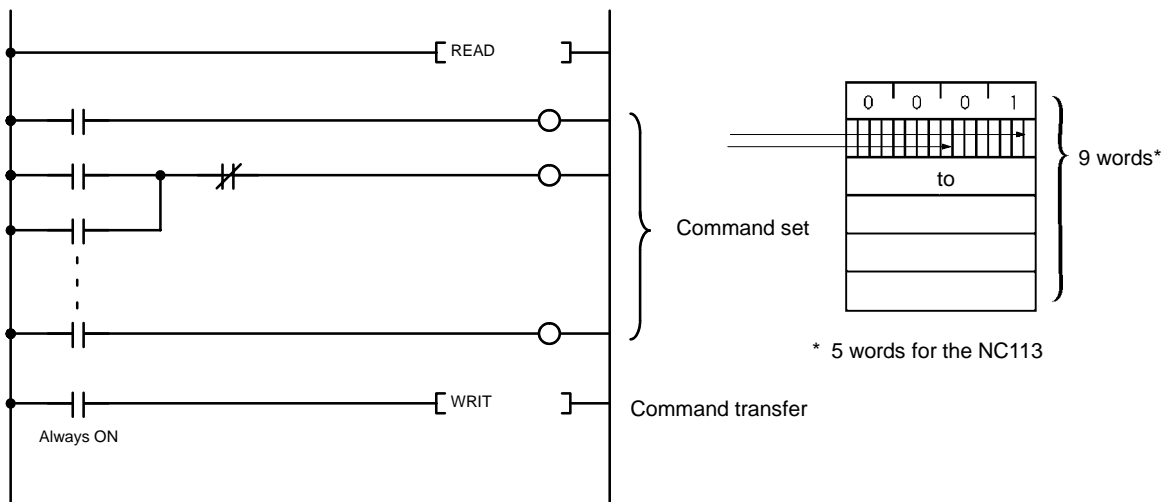 READ
0 0 0 1
to
9 words*
Command set
* 5 words for the NC113
WRIT
Command transfer
Always ON